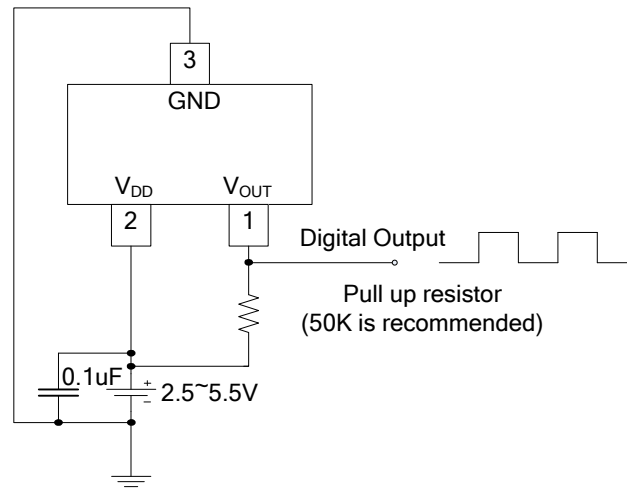 3
GND
VDD
VOUT
2
1
Digital Output
Pull up resistor
(50K is recommended)
0.1uF
+
2.5~5.5V
-